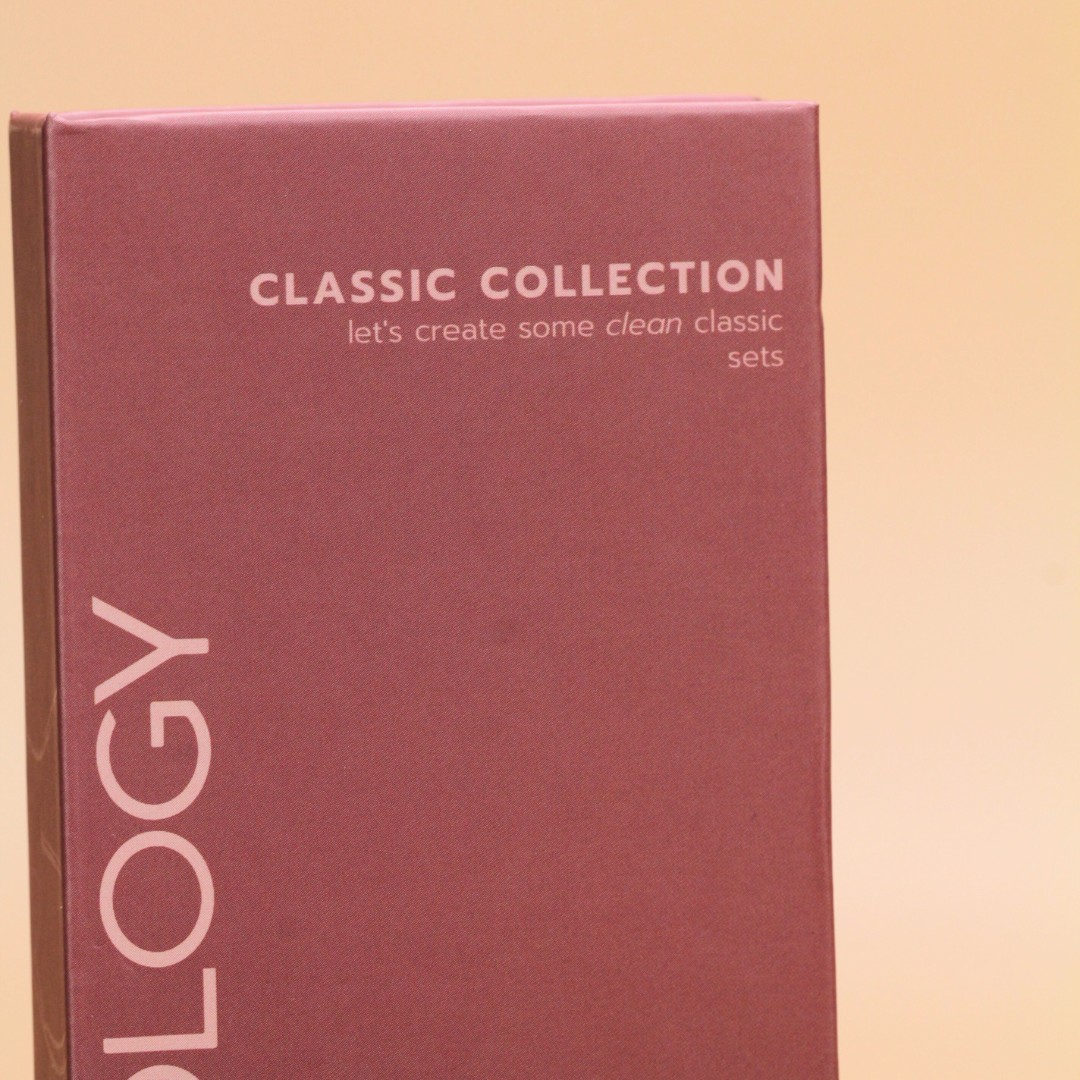 CLASSIC COLLECTION
let's create some clean classic
sets
OLOGY